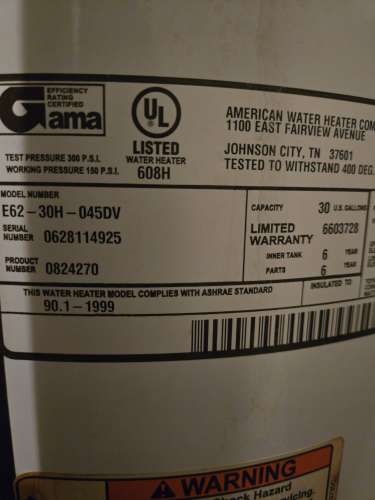 EFFICIENCY
RATING
CERTIFIED
Gama
UL
LISTED
WATER HEATER
608H
AMERICAN WATER HEATER COM
1100 EAST FAIRVIEW AVENUE
JOHNSON CITY, TN 37601
TESTED TO WITHSTAND 400 DEG.
TEST PRESSURE 300 P.S.I.
WORKING PRESSURE 150 P.S.I.
MODEL NUMBER
E62-30H-045DV
SERIAL
NUMBER 0628114925
PRODUCT
NUMBER 0824270
CAPACITY 30 U.S. GALLONS
LIMITED
WARRANTY 6603728
INNER TANK 6 YEAR
PARTS 6 YEAR
THIS WATER HEATER MODEL COMPLIES WITH ASHRAE STANDARD
90.1-1999
INSULATED TO
WARNING
Shock Hazard